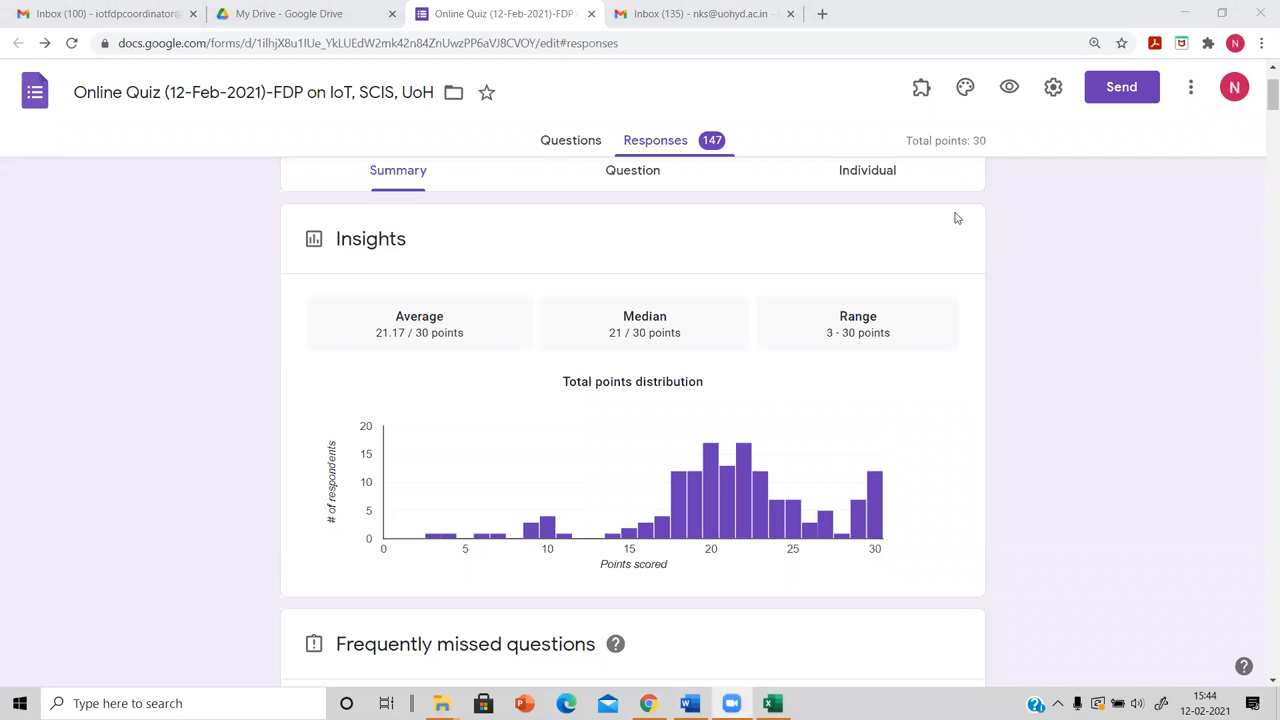 Inbox (100) - iotfdpcoordinator@
My Drive - Google Drive
Online Quiz (12-Feb-2021)-FDP o
Inbox (135) - nks@uohyd.ac.in -
docs.google.com/forms/d/1ilhjX8u1IUe_YkLUEdW2mk42n84ZnUwzPP6aVJ8CVOY/edit#responses
N
Online Quiz (12-Feb-2021)-FDP on IoT, SCIS, UoH
Send
N
Questions
Responses 147
Total points: 30
Summary
Question
Individual
Insights
Average
21.17 / 30 points
Median
21 / 30 points
Range
3 - 30 points
Total points distribution
# of respondents
20
15
10
5
0
0 5 10 15 20 25 30
Points scored
Frequently missed questions
Type here to search
15:44
12-02-2021